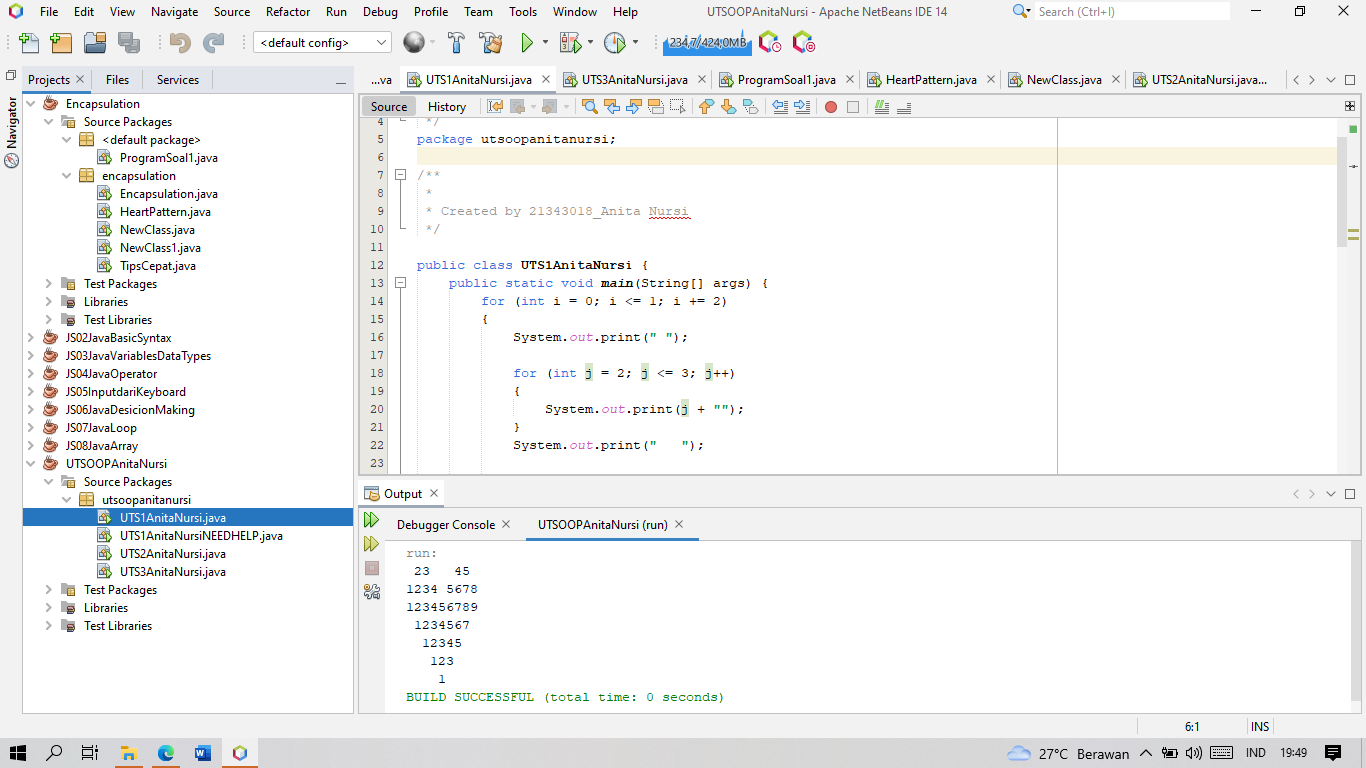 File Edit View Navigate Source Refactor Run Debug Profile Team Tools Window Help UTSOOPAnitaNursi - Apache NetBeans IDE 14 Search (Ctrl+I)
<default config> 234,7/424,0MB
Projects Files Services
Navigator
Encapsulation
Source Packages
<default package>
ProgramSoal1.java
encapsulation
Encapsulation.java
HeartPattern.java
NewClass.java
NewClass1.java
TipsCepat.java
Test Packages
Libraries
Test Libraries
JS02JavaBasicSyntax
JS03JavaVariablesDataTypes
JS04JavaOperator
JS05InputdariKeyboard
JS06JavaDesicionMaking
JS07JavaLoop
JS08JavaArray
UTSOOPAnitaNursi
Source Packages
utsoopanitanursi
UTS1AnitaNursi.java
UTS1AnitaNursiNEEDHELP.java
UTS2AnitaNursi.java
UTS3AnitaNursi.java
Test Packages
Libraries
Test Libraries
...va UTS1AnitaNursi.java UTS3AnitaNursi.java ProgramSoal1.java HeartPattern.java NewClass.java UTS2AnitaNursi.java...
Source History
4 */
5 package utsoopanitanursi;
6
7 /**
8 *
9 * Created by 21343018_Anita Nursi
10 */
11
12 public class UTS1AnitaNursi {
13 public static void main(String[] args) {
14 for (int i = 0; i <= 1; i += 2)
15 {
16 System.out.print(" ");
17
18 for (int j = 2; j <= 3; j++)
19 {
20 System.out.print(j + "");
21 }
22 System.out.print("   ");
23
Output
Debugger Console UTSOOPAnitaNursi (run)
run:
 23   45
1234 5678
123456789
 1234567
  12345
   123
    1
BUILD SUCCESSFUL (total time: 0 seconds)
6:1 INS
27°C Berawan IND 19:49